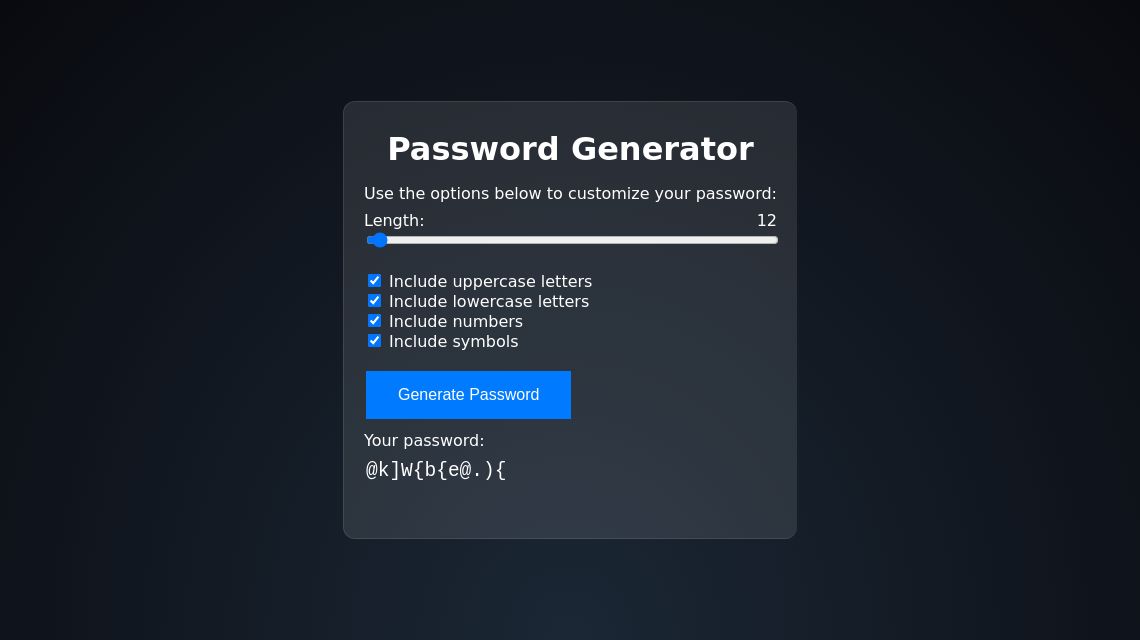 Password Generator
Use the options below to customize your password:
Length: 12
Include uppercase letters
Include lowercase letters
Include numbers
Include symbols
Generate Password
Your password:
@k]W{b{e@.){